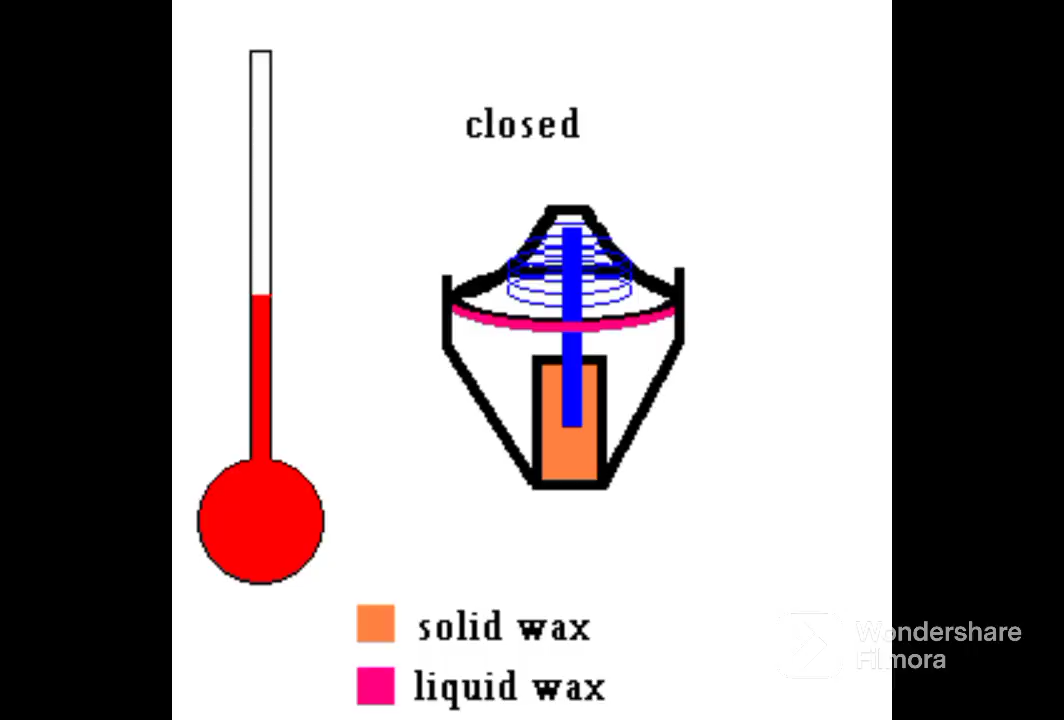 closed
solid wax
liquid wax
Wondershare
Filmora